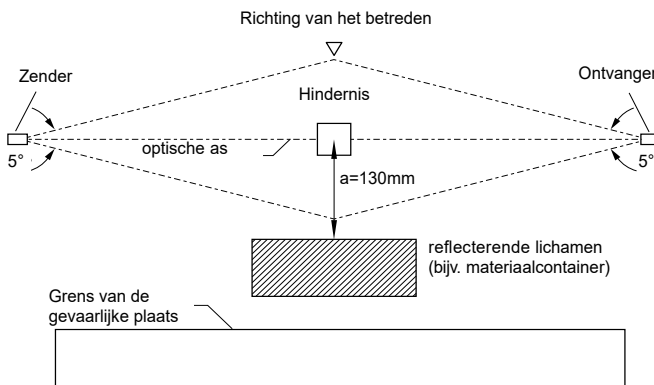 Richting van het betreden
Zender
Ontvanger
Hindernis
optische as
5°
5°
a=130mm
reflecterende lichamen
(bijv. materiaalcontainer)
Grens van de
gevaarlijke plaats